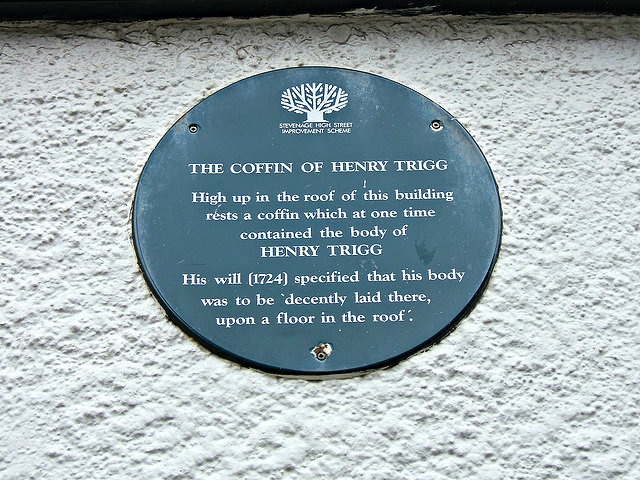 STEVENAGE HIGH STREET
IMPROVEMENT SCHEME
THE COFFIN OF HENRY TRIGG
High up in the roof of this building
rests a coffin which at one time
contained the body of
HENRY TRIGG
His will (1724) specified that his body
was to be 'decently laid there,
upon a floor in the roof'.